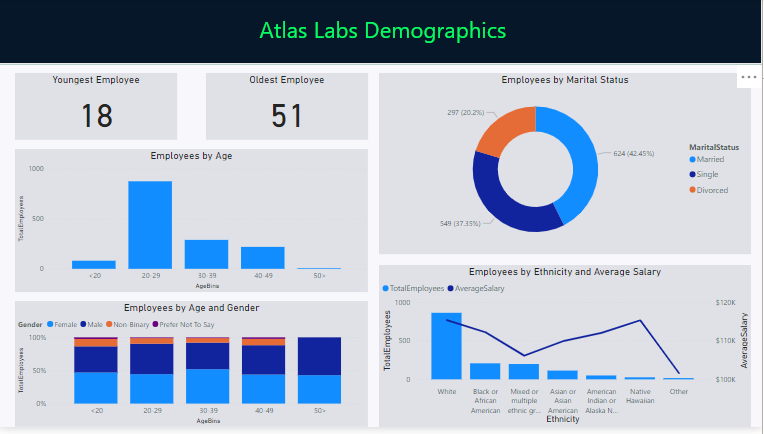 Atlas Labs Demographics
Youngest Employee
18
Oldest Employee
51
Employees by Age
TotalEmployees
1000
500
0
<20
20-29
30-39
40-49
50>
AgeBins
Employees by Age and Gender
Gender Female Male Non-Binary Prefer Not To Say
TotalEmployees
100%
50%
0%
<20
20-29
30-39
40-49
50>
AgeBins
Employees by Marital Status
297 (20.2%)
624 (42.45%)
549 (37.35%)
MaritalStatus
Married
Single
Divorced
Employees by Ethnicity and Average Salary
TotalEmployees AverageSalary
TotalEmployees
1000
500
0
$120K
$110K
$100K
AverageSalary
White
Black or
African
American
Mixed or
multiple
ethnic gr...
Asian or
Asian
American
American
Indian or
Alaska N...
Native
Hawaiian
Other
Ethnicity